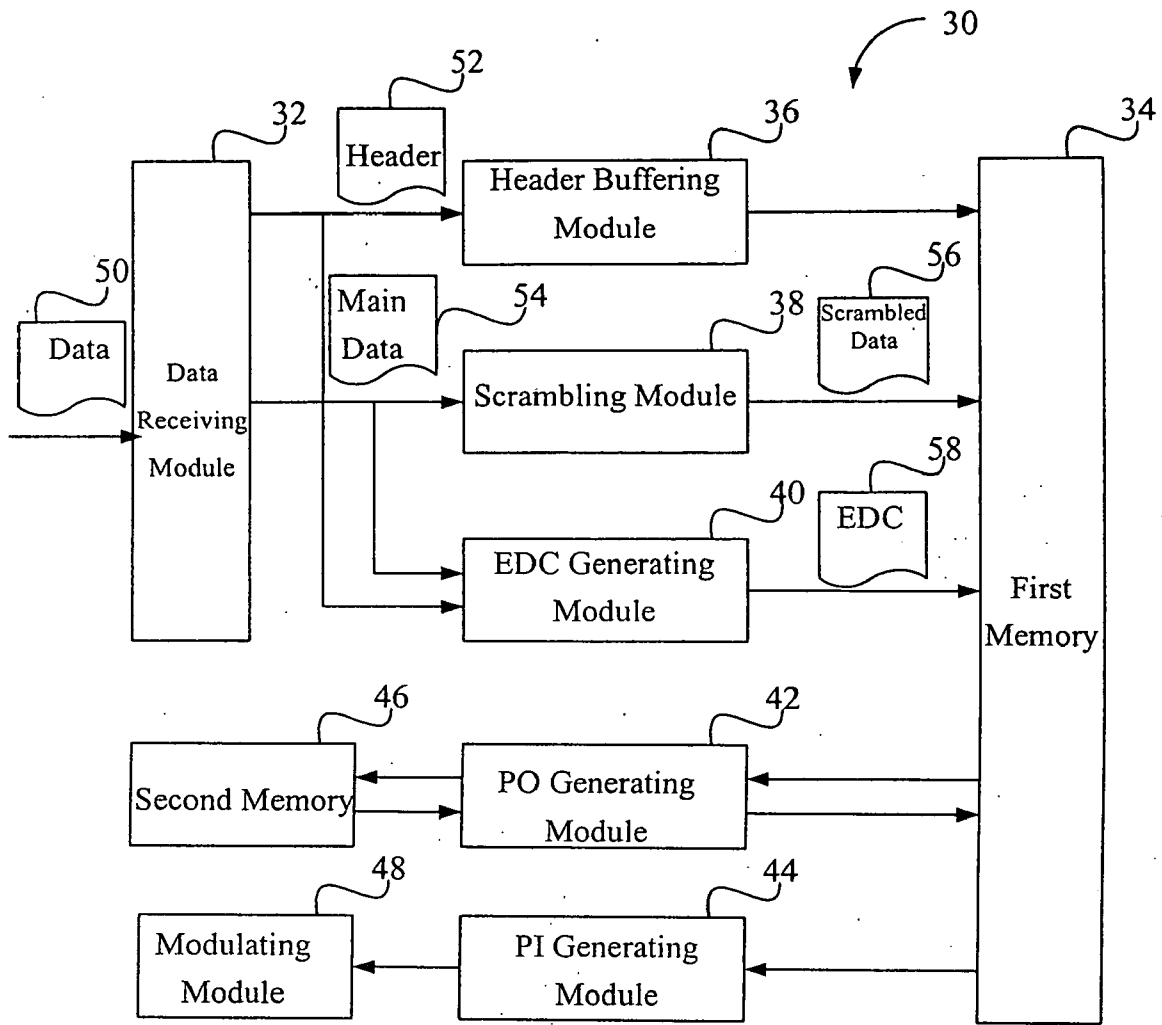 30
52
32
36
34
Header
Header Buffering
Module
50
56
Main
Data
54
38
Scrambled
Data
Data
Data
Receiving
Module
Scrambling Module
58
40
EDC
EDC Generating
Module
First
Memory
46
42
Second Memory
PO Generating
Module
48
44
Modulating
Module
PI Generating
Module